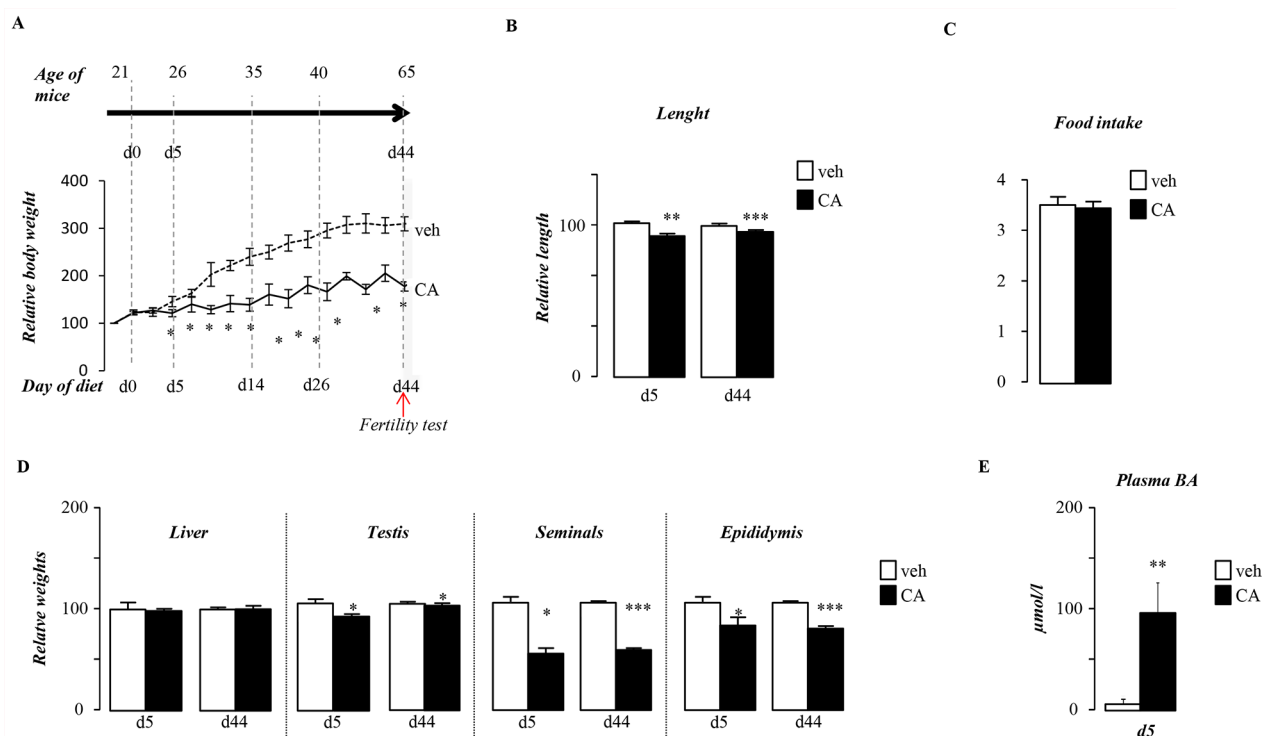 A
Age of
mice
21 26 35 40 65
d0 d5 d44
Relative body weight
400
300
200
100
0
veh
CA
* * * * * * * * * * *
Day of diet d0 d5 d14 d26 d44
Fertility test
B
Lenght
Relative length
100
0
** ***
d5 d44
veh
CA
C
Food intake
4
3
2
1
0
veh
CA
D
Relatve weights
200
100
0
Liver Testis Seminals Epididymis
* * * *** * ***
d5 d44 d5 d44 d5 d44 d5 d44
veh
CA
E
Plasma BA
µmol/l
200
100
0
**
d5
veh
CA